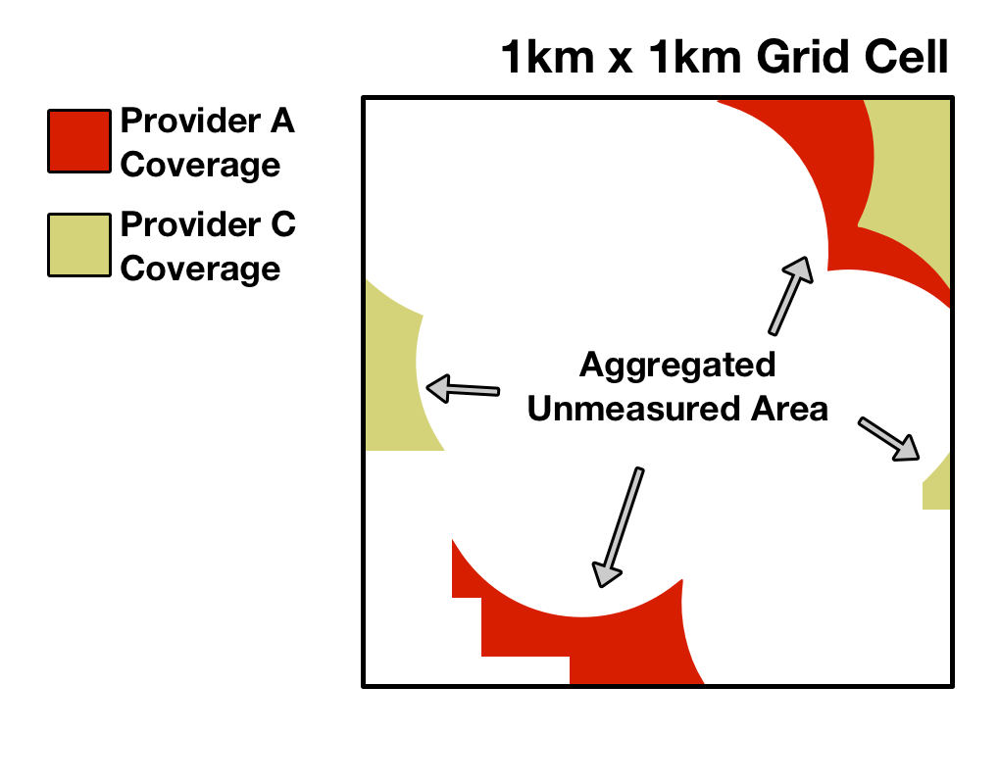 1km x 1km Grid Cell
Provider A
Coverage
Provider C
Coverage
Aggregated
Unmeasured Area